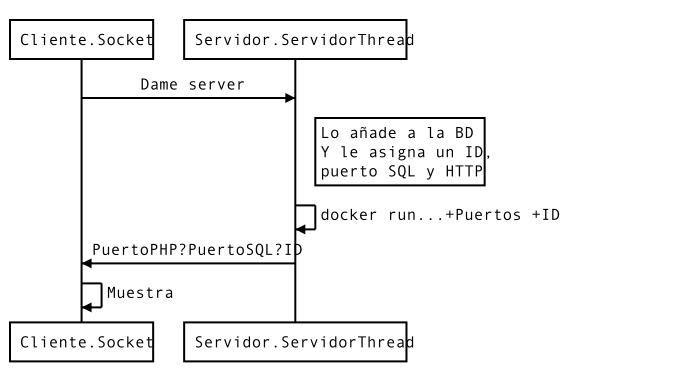 Cliente.Socket
Servidor.ServidorThread
Dame server
Lo añade a la BD
Y le asigna un ID,
puerto SQL y HTTP
docker run...+Puertos +ID
PuertoPHP?PuertoSQL?ID
Muestra
Cliente.Socket
Servidor.ServidorThread